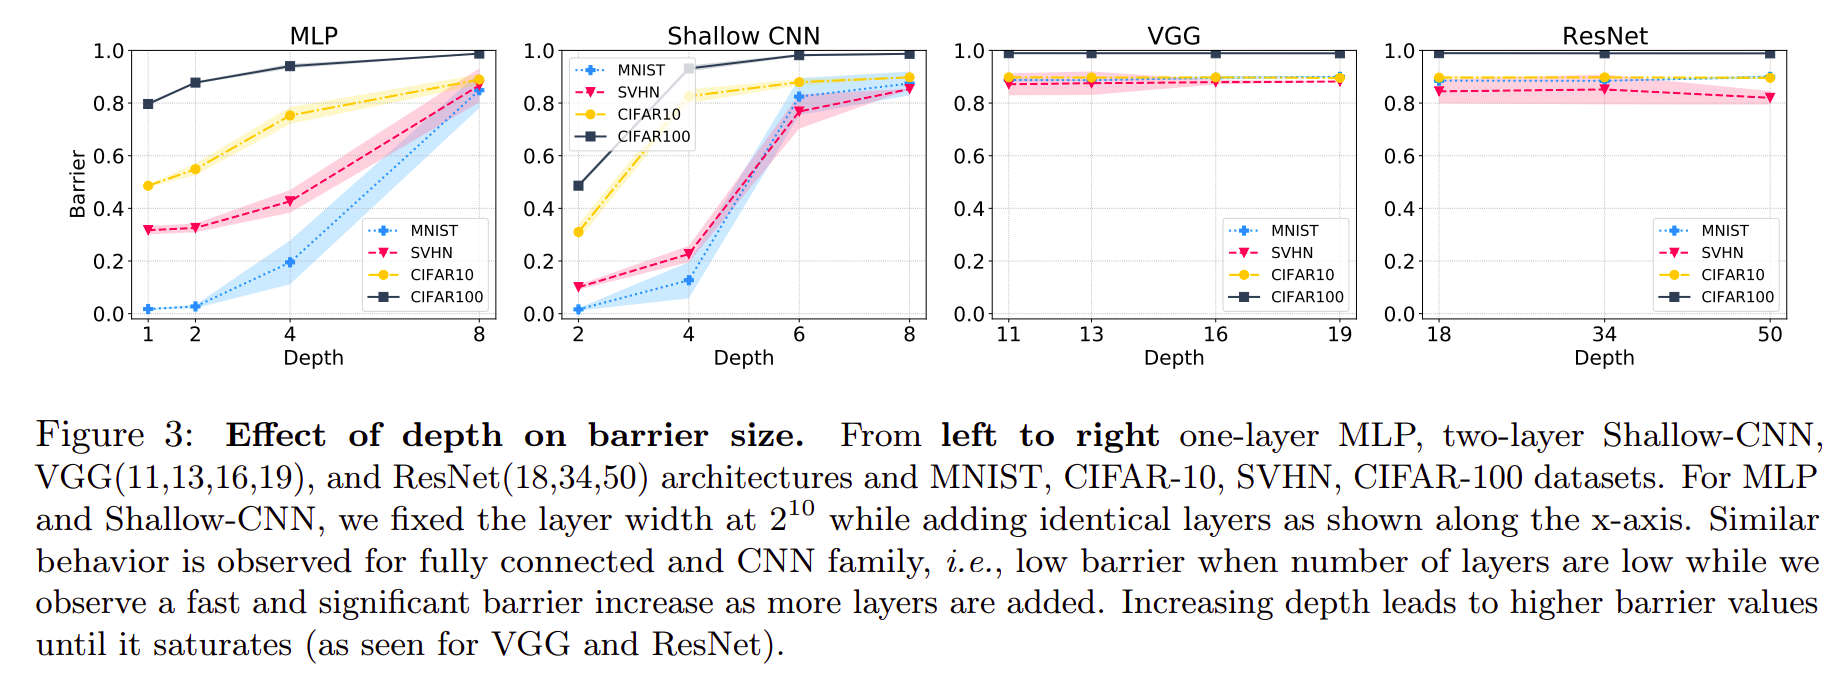 MLP
Barrier
1.0
0.8
0.6
0.4
0.2
0.0
MNIST
SVHN
CIFAR10
CIFAR100
1 2 4 8
Depth
Shallow CNN
1.0
0.8
0.6
0.4
0.2
0.0
MNIST
SVHN
CIFAR10
CIFAR100
2 4 6 8
Depth
VGG
1.0
0.8
0.6
0.4
0.2
0.0
MNIST
SVHN
CIFAR10
CIFAR100
11 13 16 19
Depth
ResNet
1.0
0.8
0.6
0.4
0.2
0.0
MNIST
SVHN
CIFAR10
CIFAR100
18 34 50
Depth
Figure 3: Effect of depth on barrier size. From left to right one-layer MLP, two-layer Shallow-CNN,
VGG(11,13,16,19), and ResNet(18,34,50) architectures and MNIST, CIFAR-10, SVHN, CIFAR-100 datasets. For MLP
and Shallow-CNN, we fixed the layer width at 2^10 while adding identical layers as shown along the x-axis. Similar
behavior is observed for fully connected and CNN family, i.e., low barrier when number of layers are low while we
observe a fast and significant barrier increase as more layers are added. Increasing depth leads to higher barrier values
until it saturates (as seen for VGG and ResNet).